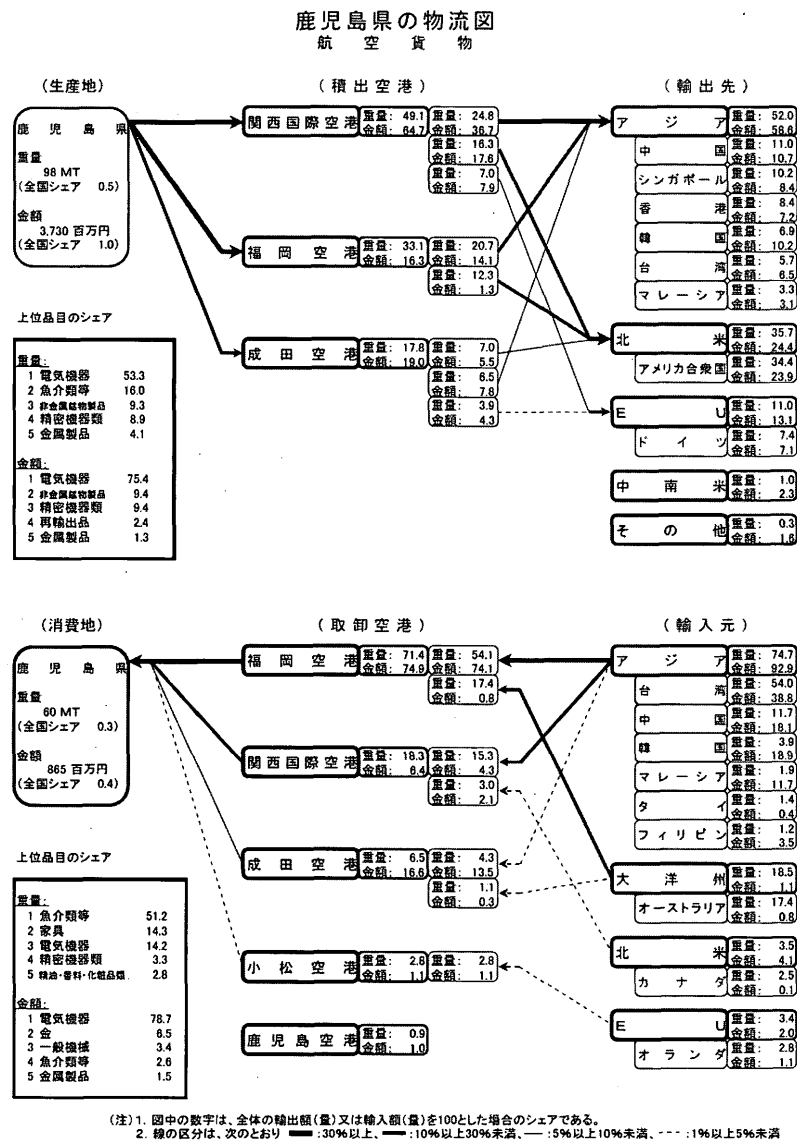 鹿児島県の物流図
航空貨物
(生産地)
鹿児島県
重量
98 MT
(全国シェア 0.5)
金額
3,730 百万円
(全国シェア 1.0)
上位品目のシェア
重量:
1 電気機器 53.3
2 魚介類等 16.0
3 非金属鉱物製品 9.3
4 精密機器類 8.9
5 金属製品 4.1
金額:
1 電気機器 75.4
2 非金属鉱物製品 9.4
3 精密機器類 9.4
4 再輸出品 2.4
5 金属製品 1.3
(積出空港)
関西国際空港 重量: 49.1 重量: 24.8
金額: 64.7 金額: 36.7
重量: 16.3
金額: 17.6
重量: 7.0
金額: 7.9
福岡空港 重量: 33.1 重量: 20.7
金額: 16.3 金額: 14.1
重量: 12.3
金額: 1.3
成田空港 重量: 17.8 重量: 7.0
金額: 19.0 金額: 5.5
重量: 6.5
金額: 7.8
重量: 3.9
金額: 4.3
(輸出先)
アジア 重量: 52.0
金額: 58.6
中国 重量: 11.0
金額: 10.7
シンガポール 重量: 10.2
金額: 8.4
香港 重量: 8.4
金額: 7.2
韓国 重量: 6.9
金額: 10.2
台湾 重量: 5.7
金額: 6.5
マレーシア 重量: 3.3
金額: 3.1
北米 重量: 35.7
金額: 24.4
アメリカ合衆国 重量: 34.4
金額: 23.9
EU 重量: 11.0
金額: 13.1
ドイツ 重量: 7.4
金額: 7.1
中南米 重量: 1.0
金額: 2.3
その他 重量: 0.3
金額: 1.6
(消費地)
鹿児島県
重量
60 MT
(全国シェア 0.3)
金額
865 百万円
(全国シェア 0.4)
上位品目のシェア
重量:
1 魚介類等 51.2
2 家具 14.3
3 電気機器 14.2
4 精密機器類 3.3
5 精油・香料・化粧品類 2.8
金額:
1 電気機器 78.7
2 金 6.5
3 一般機械 3.4
4 魚介類等 2.6
5 金属製品 1.5
(取卸空港)
福岡空港 重量: 71.4 重量: 54.1
金額: 74.9 金額: 74.1
重量: 17.4
金額: 0.8
関西国際空港 重量: 18.3 重量: 15.3
金額: 6.4 金額: 4.3
重量: 3.0
金額: 2.1
成田空港 重量: 6.5 重量: 4.3
金額: 16.6 金額: 13.5
重量: 1.1
金額: 0.3
小松空港 重量: 2.8 重量: 2.8
金額: 1.1 金額: 1.1
鹿児島空港 重量: 0.9
金額: 1.0
(輸入元)
アジア 重量: 74.7
金額: 92.9
台湾 重量: 54.0
金額: 38.8
中国 重量: 11.7
金額: 18.1
韓国 重量: 3.9
金額: 18.9
マレーシア 重量: 1.9
金額: 11.7
タイ 重量: 1.4
金額: 0.4
フィリピン 重量: 1.2
金額: 3.5
大洋州 重量: 18.5
金額: 1.1
オーストラリア 重量: 17.4
金額: 0.8
北米 重量: 3.5
金額: 4.1
カナダ 重量: 2.5
金額: 0.1
EU 重量: 3.4
金額: 2.0
オランダ 重量: 2.8
金額: 1.1
(注) 1. 図中の数字は、全体の輸出額(量)又は輸入額(量)を100とした場合のシェアである。
2. 線の区分は、次のとおり :30%以上、 :10%以上30%未満、 :5%以上10%未満、 :1%以上5%未満